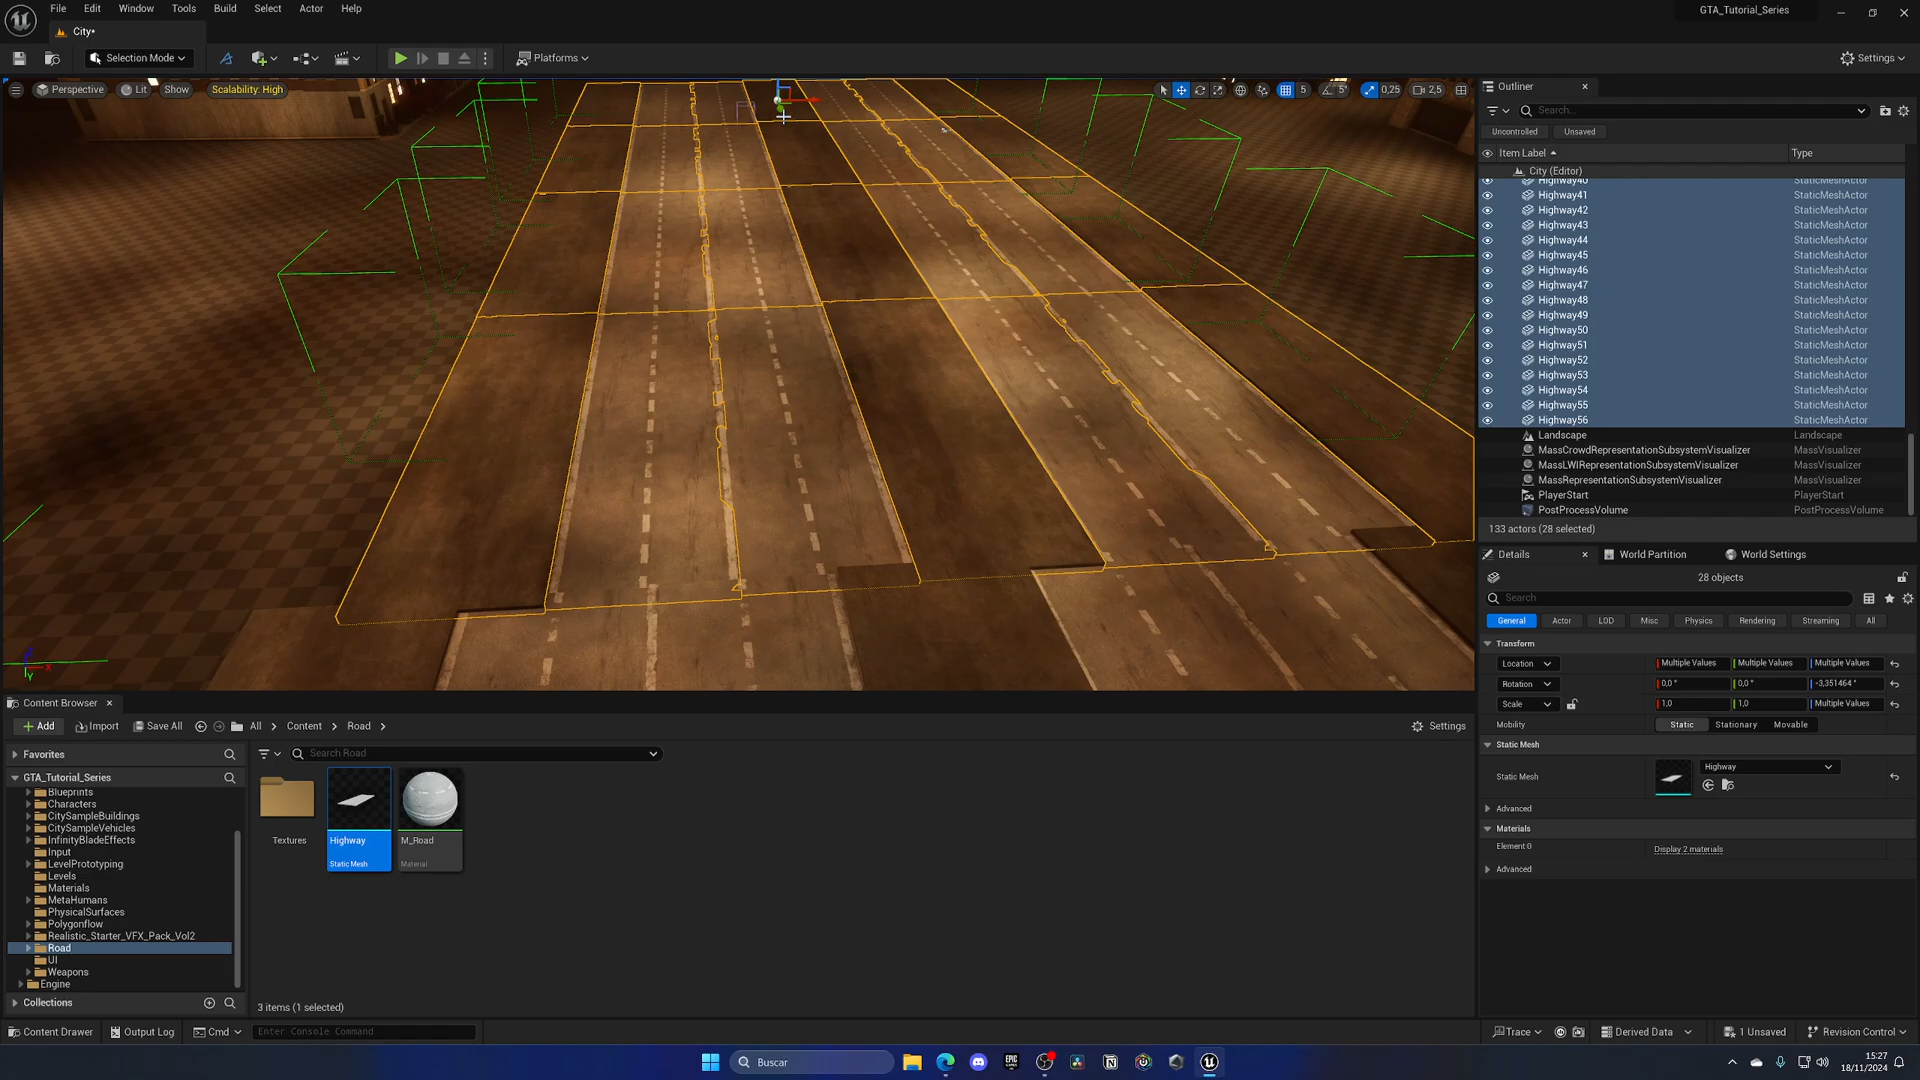 File Edit Window Tools Build Select Actor Help
GTA_Tutorial_Series
City*
Selection Mode
Platforms
Settings
Perspective
Lit
Show
Scalability: High
5
5°
0,25
2,5
Outliner
Search...
Uncontrolled
Unsaved
Item Label
Type
City (Editor)
Highway40 StaticMeshActor
Highway41 StaticMeshActor
Highway42 StaticMeshActor
Highway43 StaticMeshActor
Highway44 StaticMeshActor
Highway45 StaticMeshActor
Highway46 StaticMeshActor
Highway47 StaticMeshActor
Highway48 StaticMeshActor
Highway49 StaticMeshActor
Highway50 StaticMeshActor
Highway51 StaticMeshActor
Highway52 StaticMeshActor
Highway53 StaticMeshActor
Highway54 StaticMeshActor
Highway55 StaticMeshActor
Highway56 StaticMeshActor
Landscape Landscape
MassCrowdRepresentationSubsystemVisualizer MassVisualizer
MassLWIRepresentationSubsystemVisualizer MassVisualizer
MassRepresentationSubsystemVisualizer MassVisualizer
PlayerStart PlayerStart
PostProcessVolume PostProcessVolume
133 actors (28 selected)
Details
World Partition
World Settings
28 objects
Search
General Actor LOD Misc Physics Rendering Streaming All
Transform
Location Multiple Values Multiple Values Multiple Values
Rotation 0,0 ° 0,0 ° -3,351464 °
Scale 1,0 1,0 Multiple Values
Mobility Static Stationary Movable
Static Mesh
Static Mesh Highway
Advanced
Materials
Element 0 Display 2 materials
Advanced
X
Y
Content Browser
Add
Import
Save All
All
Content
Road
Settings
Favorites
Search Road
GTA_Tutorial_Series
Blueprints
Characters
CitySampleBuildings
CitySampleVehicles
InfinityBladeEffects
Input
LevelPrototyping
Levels
Materials
MetaHumans
PhysicalSurfaces
Polygonflow
Realistic_Starter_VFX_Pack_Vol2
Road
UI
Weapons
Engine
Collections
Textures
Highway
Static Mesh
M_Road
Material
3 items (1 selected)
Content Drawer
Output Log
Cmd
Enter Console Command
Trace
Derived Data
1 Unsaved
Revision Control
Buscar
EPIC GAMES
15:27
18/11/2024